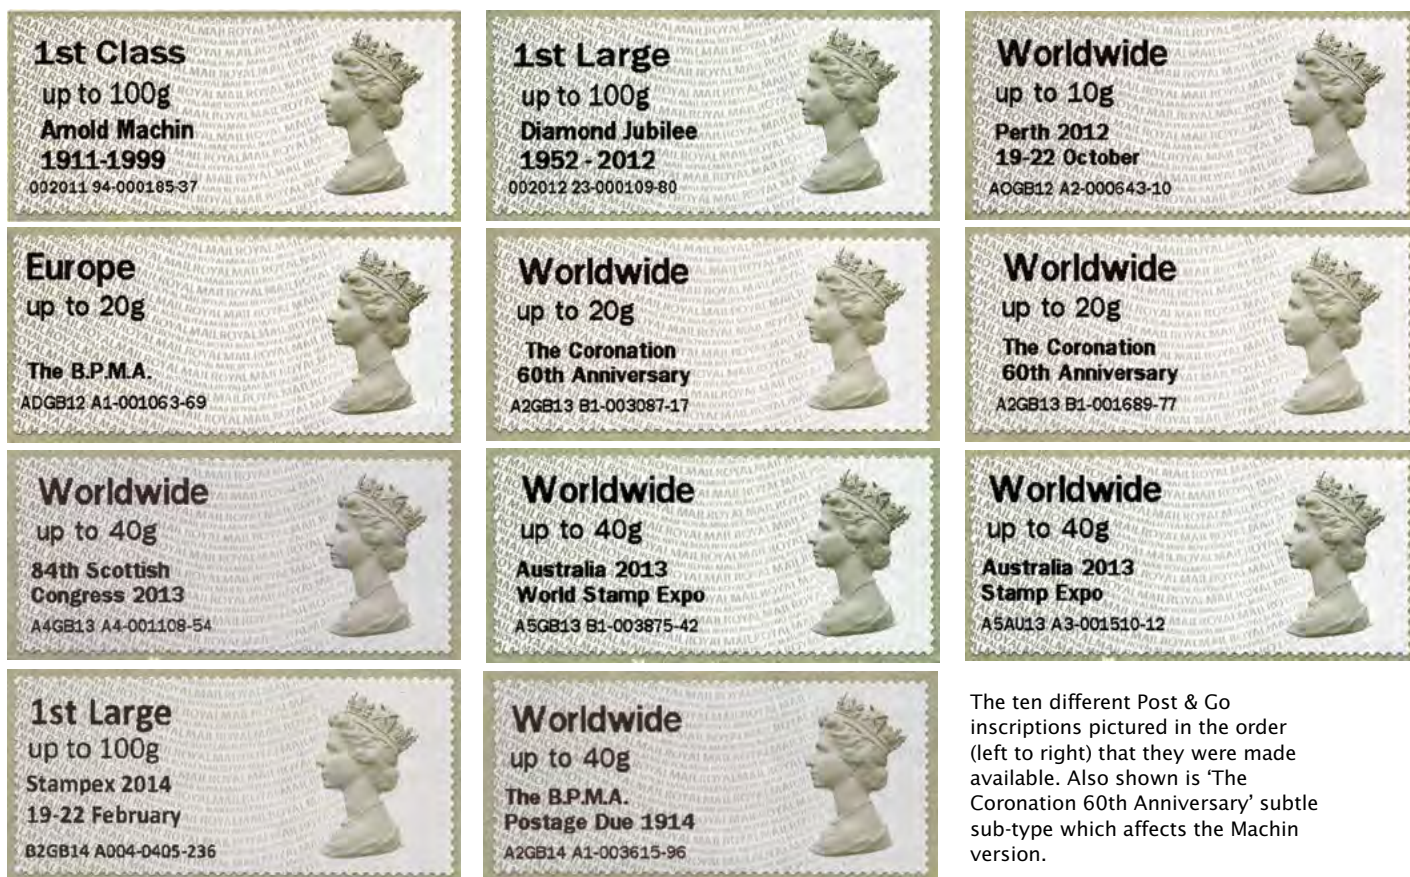 1st Class
up to 100g
Arnold Machin
1911-1999
002011 94-000185-37
1st Large
up to 100g
Diamond Jubilee
1952 - 2012
002012 23-000109-80
Worldwide
up to 10g
Perth 2012
19-22 October
AOGB12 A2-000643-10
Europe
up to 20g
The B.P.M.A.
ADGB12 A1-001063-69
Worldwide
up to 20g
The Coronation
60th Anniversary
A2GB13 B1-003087-17
Worldwide
up to 20g
The Coronation
60th Anniversary
A2GB13 B1-001689-77
Worldwide
up to 40g
84th Scottish
Congress 2013
A4GB13 A4-001108-54
Worldwide
up to 40g
Australia 2013
World Stamp Expo
A5GB13 B1-003875-42
Worldwide
up to 40g
Australia 2013
Stamp Expo
A5AU13 A3-001510-12
1st Large
up to 100g
Stampex 2014
19-22 February
B2GB14 A004-0405-236
Worldwide
up to 40g
The B.P.M.A.
Postage Due 1914
A2GB14 A1-003615-96
The ten different Post & Go
inscriptions pictured in the order
(left to right) that they were made
available. Also shown is ‘The
Coronation 60th Anniversary’ subtle
sub-type which affects the Machin
version.